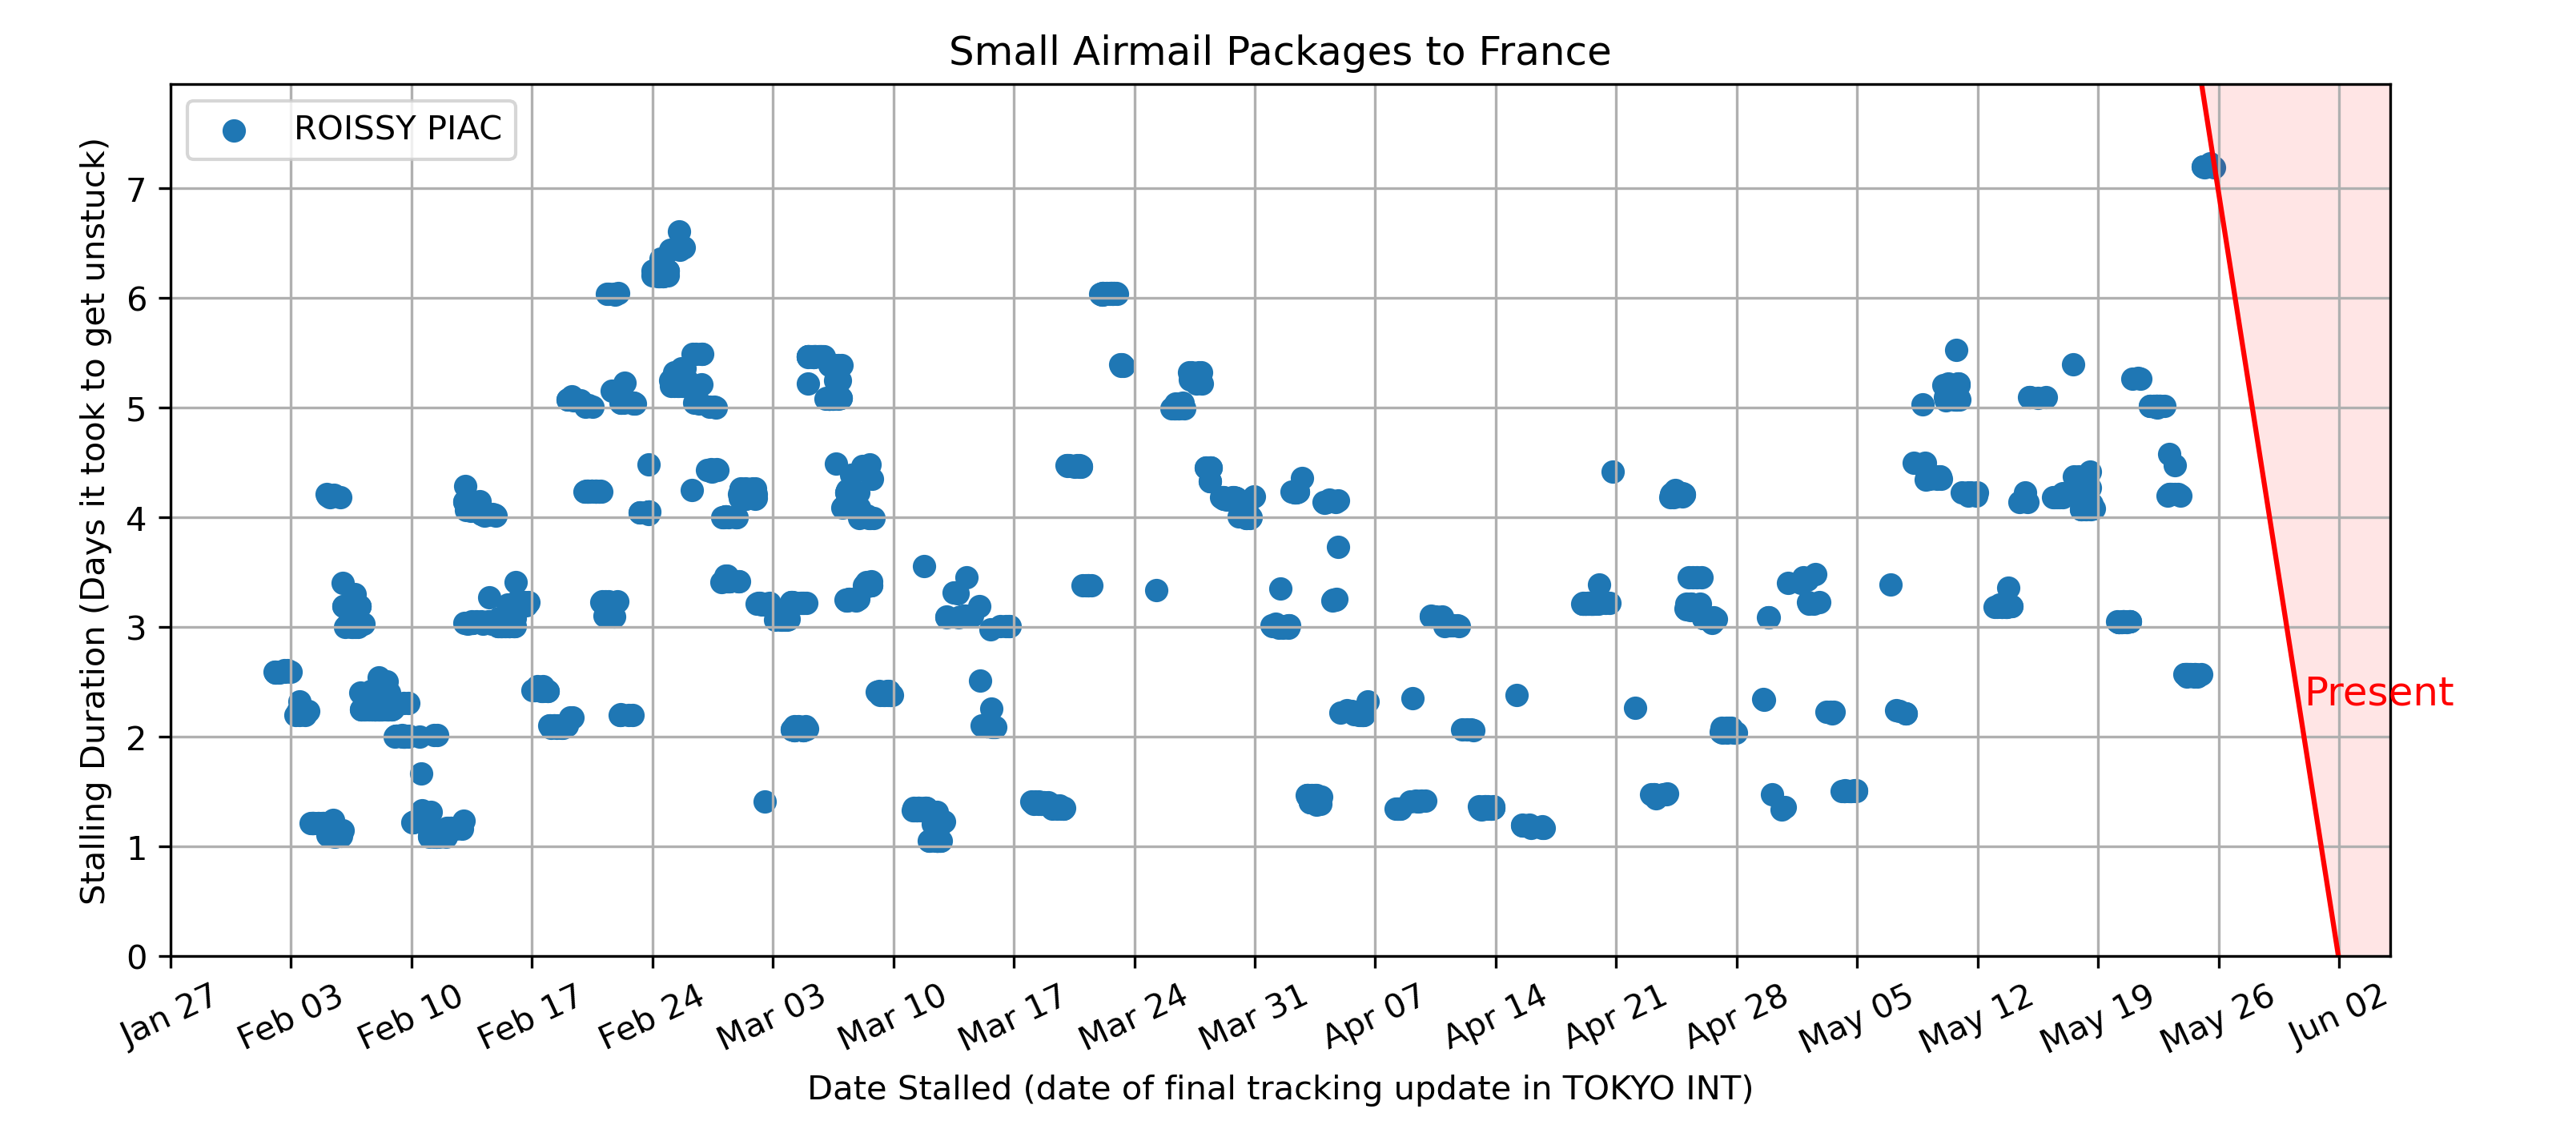 Small Airmail Packages to France
ROISSY PIAC
Stalling Duration (Days it took to get unstuck)
7
6
5
4
3
2
1
0
Present
Jan 27
Feb 03
Feb 10
Feb 17
Feb 24
Mar 03
Mar 10
Mar 17
Mar 24
Mar 31
Apr 07
Apr 14
Apr 21
Apr 28
May 05
May 12
May 19
May 26
Jun 02
Date Stalled (date of final tracking update in TOKYO INT)